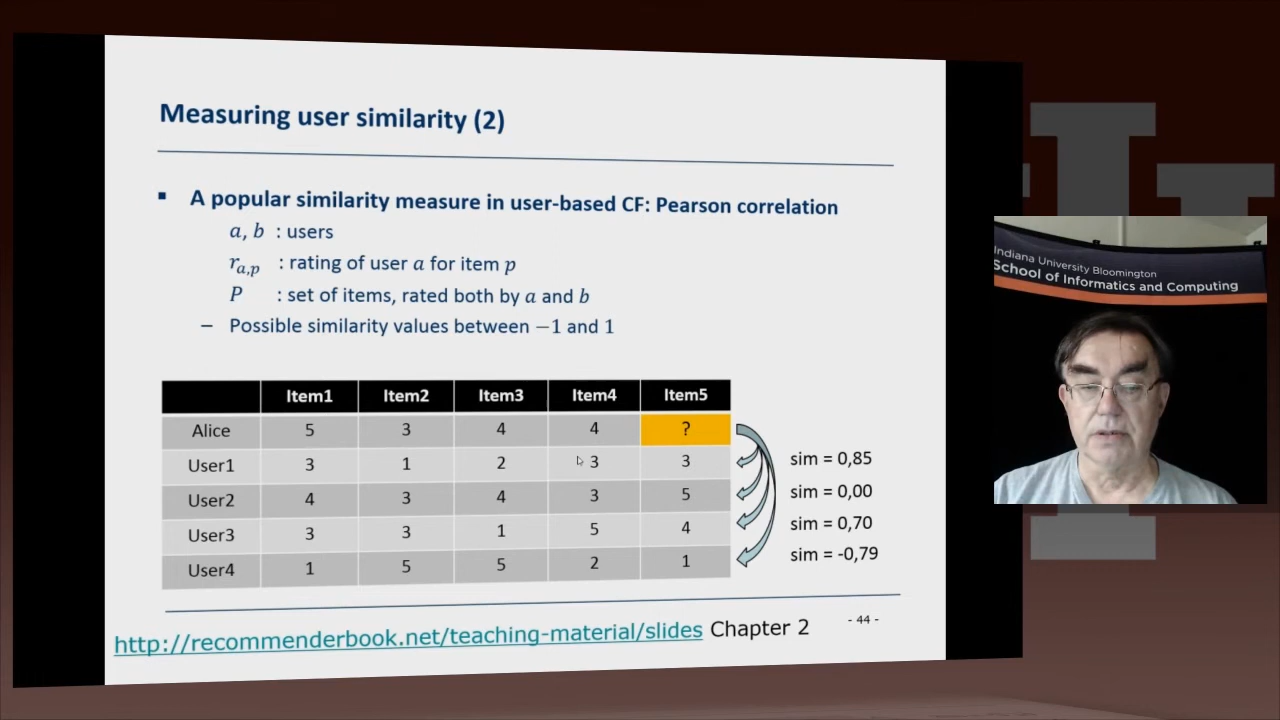 Measuring user similarity (2)
▪ A popular similarity measure in user-based CF: Pearson correlation
a, b : users
r_{a,p} : rating of user a for item p
P : set of items, rated both by a and b
– Possible similarity values between −1 and 1
Item1 Item2 Item3 Item4 Item5
Alice 5 3 4 4 ?
User1 3 1 2 3 3
sim = 0,85
User2 4 3 4 3 5
sim = 0,00
User3 3 3 1 5 4
sim = 0,70
User4 1 5 5 2 1
sim = -0,79
http://recommenderbook.net/teaching-material/slides Chapter 2
- 44 -
Indiana University Bloomington
School of Informatics and Computing